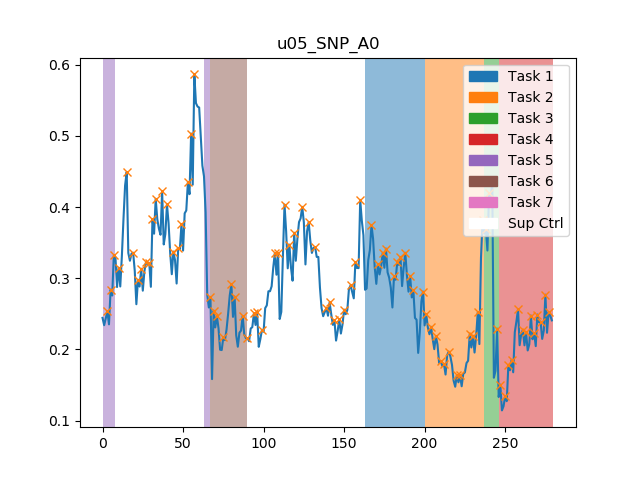 u05_SNP_A0
0.6
0.5
0.4
0.3
0.2
0.1
0
50
100
150
200
250
Task 1
Task 2
Task 3
Task 4
Task 5
Task 6
Task 7
Sup Ctrl